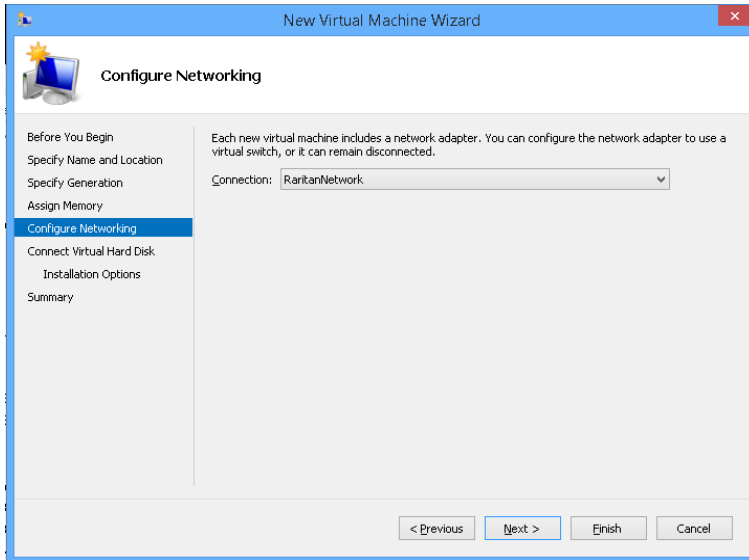 New Virtual Machine Wizard
Configure Networking
Before You Begin
Specify Name and Location
Specify Generation
Assign Memory
Configure Networking
Connect Virtual Hard Disk
Installation Options
Summary
Each new virtual machine includes a network adapter. You can configure the network adapter to use a
virtual switch, or it can remain disconnected.
Connection: RaritanNetwork
< Previous Next > Finish Cancel